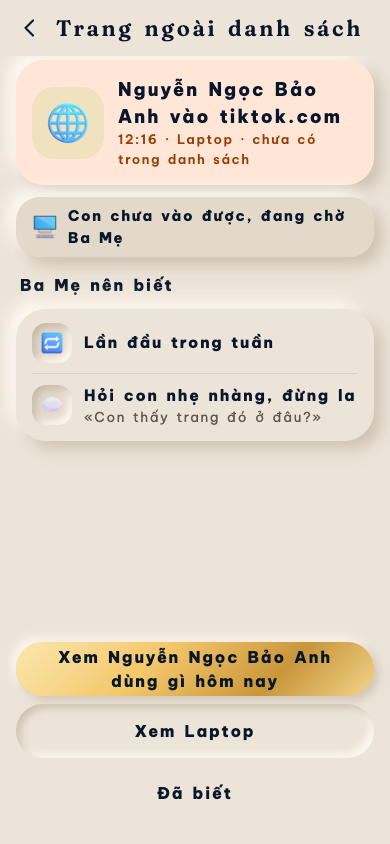 Trang ngoài danh sách
Nguyễn Ngọc Bảo
Anh vào tiktok.com
12:16 · Laptop · chưa có
trong danh sách
Con chưa vào được, đang chờ
Ba Mẹ
Ba Mẹ nên biết
Lần đầu trong tuần
Hỏi con nhẹ nhàng, đừng la
«Con thấy trang đó ở đâu?»
Xem Nguyễn Ngọc Bảo Anh
dùng gì hôm nay
Xem Laptop
Đã biết